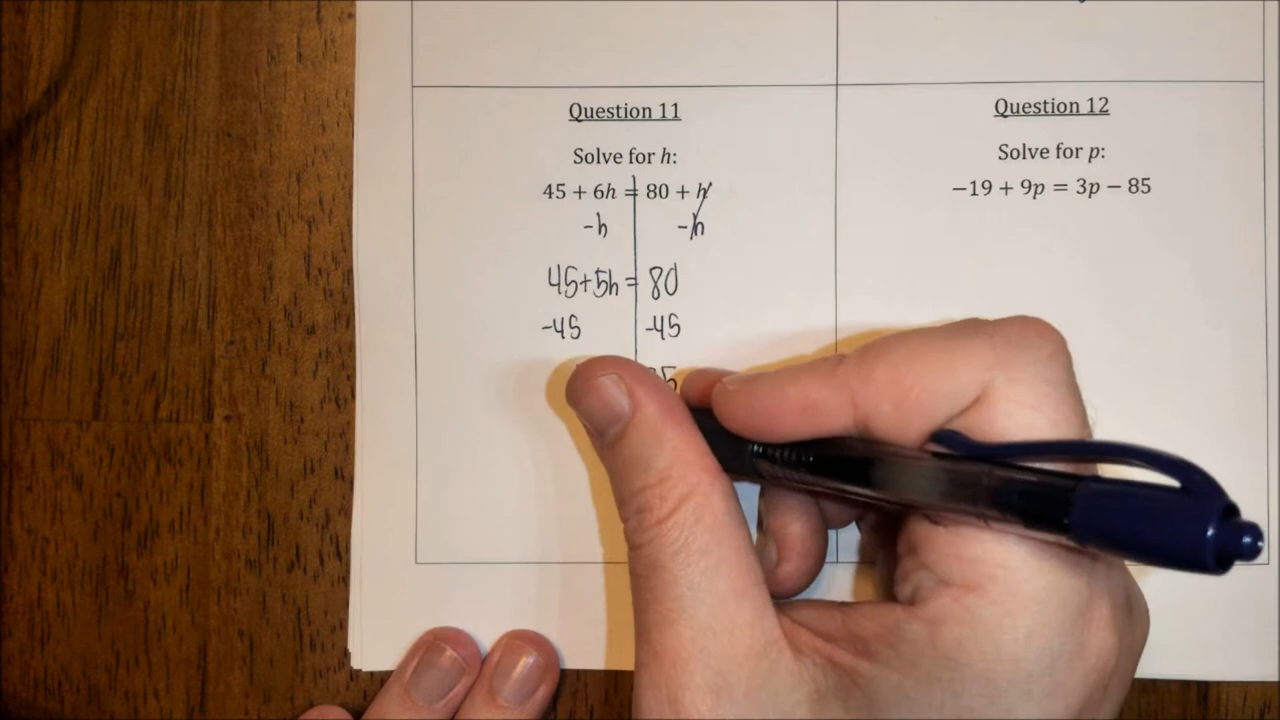 Question 11
Solve for h:
45 + 6h = 80 + h
-h -h
45+5h = 80
-45 -45
Question 12
Solve for p:
−19 + 9p = 3p − 85